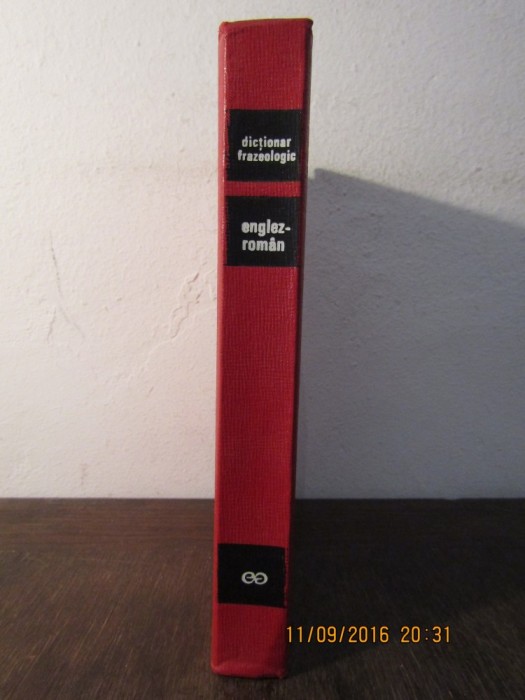 dicționar
frazeologic
englez-
român
11/09/2016 20:31